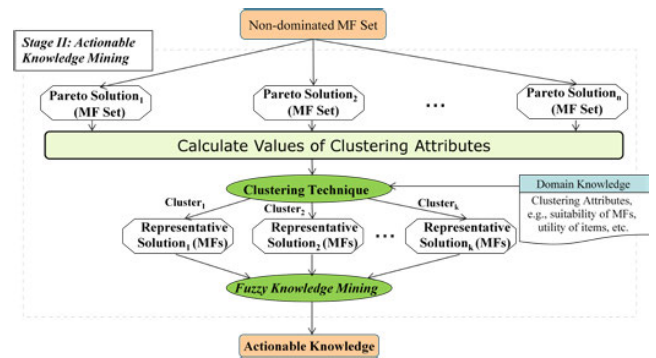 Non-dominated MF Set
Stage II: Actionable
Knowledge Mining
Pareto Solution1
(MF Set)
Pareto Solution2
(MF Set)
...
Pareto Solutionn
(MF Set)
Calculate Values of Clustering Attributes
Clustering Technique
Domain Knowledge
Clustering Attributes,
e.g., suitability of MFs,
utility of items, etc.
Cluster1
Cluster2
Clusterk
Representative
Solution1 (MFs)
Representative
Solution2 (MFs)
...
Representative
Solutionk (MFs)
Fuzzy Knowledge Mining
Actionable Knowledge